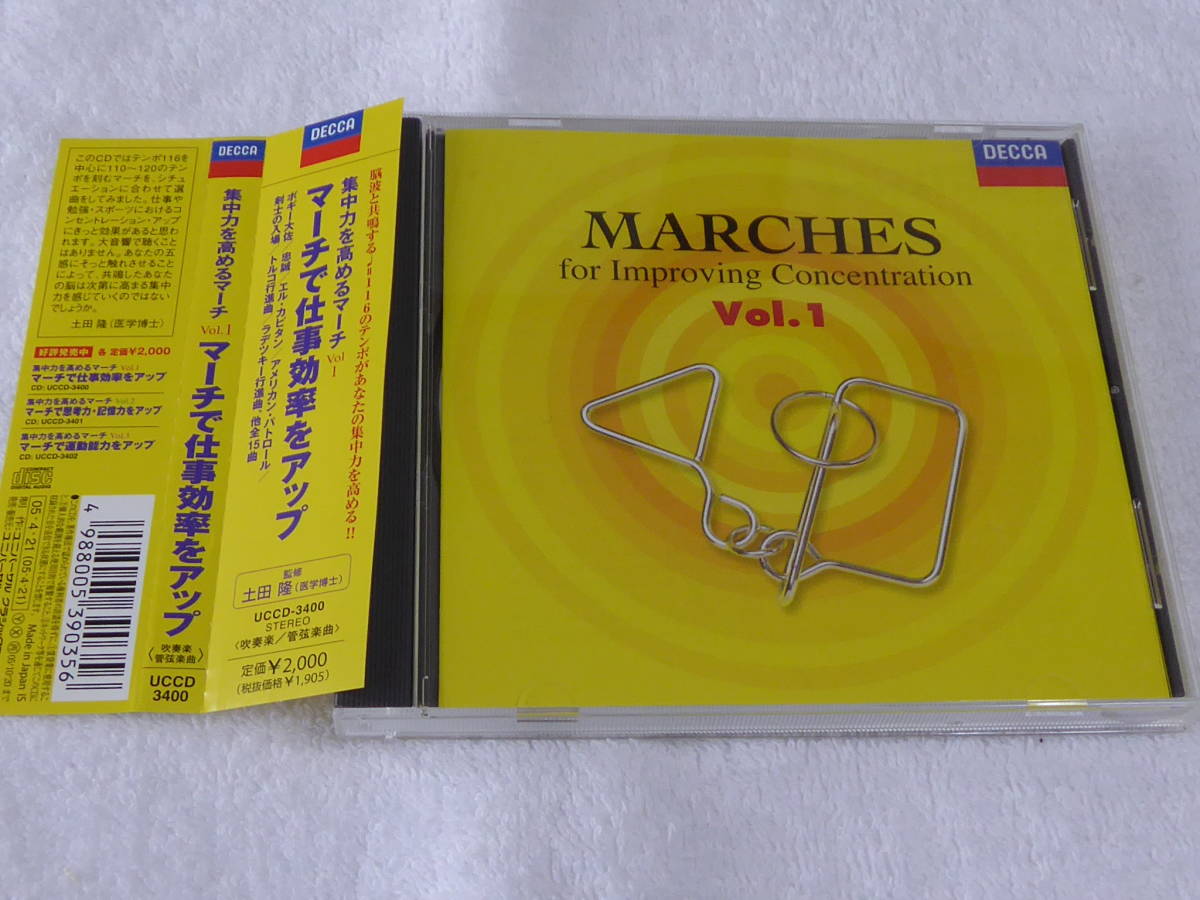 DECCA
このCDではテンポ116を
中心に110〜120のテン
ポを刻むマーチを、シチュ
エーションに合わせて選
曲をしてみました。仕事や
勉強・スポーツにおけるコン
セントレーション・アップ
にきっと効果があると思わ
れます。大音響で聴くこと
はありません。あなたの五
感にそっと触れさせること
によって、共鳴したあなた
の脳は次第に高まる集中
力を感じていくのではない
でしょうか。
土田 隆(医学博士)
好評発売中 各 定価¥2,000
集中力を高めるマーチ Vol.1
マーチで仕事効率をアップ
CD: UCCD-3400
集中力を高めるマーチ Vol.2
マーチで思考力・記憶力をアップ
CD: UCCD-3401
集中力を高めるマーチ Vol.3
マーチで運動能力をアップ
CD: UCCD-3402
COMPACT
disc
DIGITAL AUDIO
4 988005 390356
05・4・21 (05・4・21) Y X
Made in Japan
DECCA
集中力を高めるマーチ Vol.1 マーチで仕事効率をアップ
〈吹奏楽/管弦楽曲〉
UCCD
3400
DECCA
脳波と共鳴する♩=116のテンポがあなたの集中力を高める!!
集中力を高めるマーチ Vol1
マーチで仕事効率をアップ
ボギー大佐/忠誠/エル・カピタン/アメリカン・パトロール/
剣士の入場/トルコ行進曲/ラデツキー行進曲、他全15曲
監修
土田 隆(医学博士)
UCCD-3400
STEREO
〈吹奏楽/管弦楽曲〉
定価¥2,000
(税抜価格¥1,905)
DECCA
MARCHES
for Improving Concentration
Vol.1